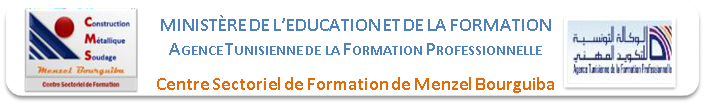 C Construction
M Métallique
S Soudage
Menzel Bourguiba
Centre Sectoriel de Formation
MINISTÈRE DE L'EDUCATION ET DE LA FORMATION
AGENCE TUNISIENNE DE LA FORMATION PROFESSIONNELLE
Centre Sectoriel de Formation de Menzel Bourguiba
الوكالة التونسية
للتكوين المهني
Agence Tunisienne de la Formation Professionnelle